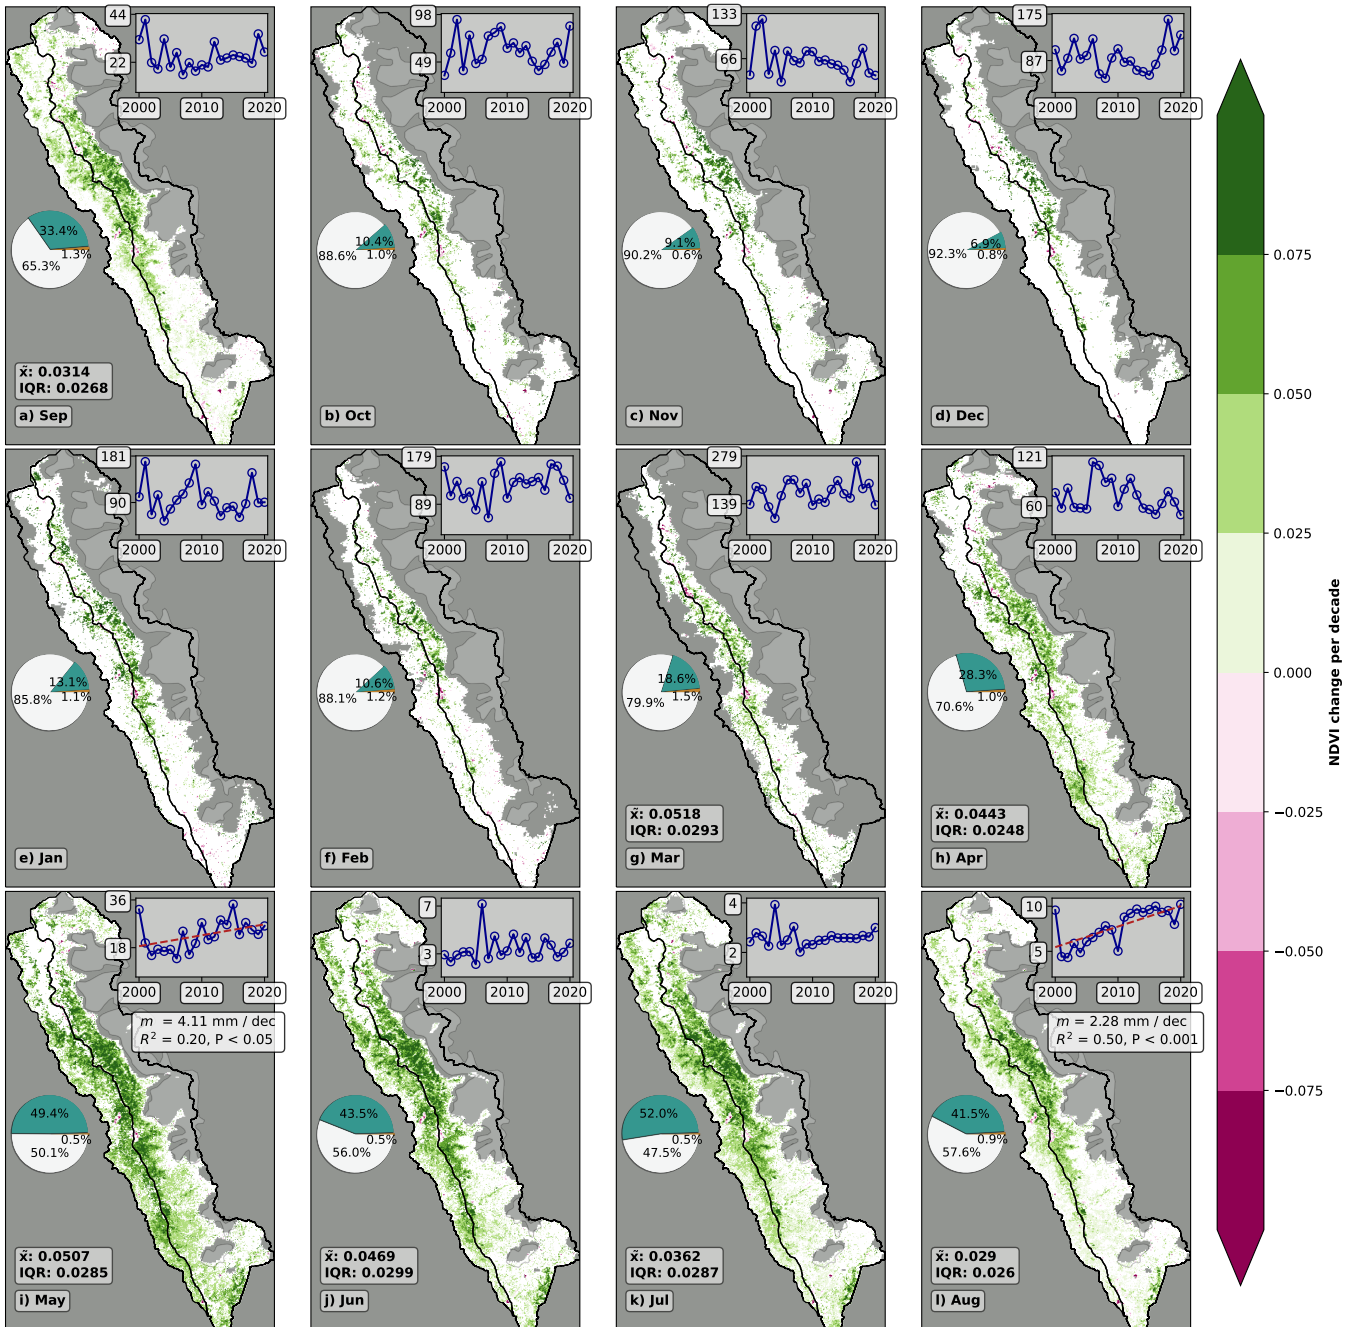 44
22
2000 2010 2020
33.4%
1.3%
65.3%
x̃: 0.0314
IQR: 0.0268
a) Sep
98
49
2000 2010 2020
10.4%
88.6% 1.0%
b) Oct
133
66
2000 2010 2020
9.1%
90.2% 0.6%
c) Nov
175
87
2000 2010 2020
6.9%
92.3% 0.8%
d) Dec
181
90
2000 2010 2020
13.1%
85.8% 1.1%
e) Jan
179
89
2000 2010 2020
10.6%
88.1% 1.2%
f) Feb
279
139
2000 2010 2020
18.6%
79.9% 1.5%
x̃: 0.0518
IQR: 0.0293
g) Mar
121
60
2000 2010 2020
28.3%
1.0%
70.6%
x̃: 0.0443
IQR: 0.0248
h) Apr
36
18
2000 2010 2020
m = 4.11 mm / dec
R² = 0.20, P < 0.05
49.4%
0.5%
50.1%
x̃: 0.0507
IQR: 0.0285
i) May
7
3
2000 2010 2020
43.5%
0.5%
56.0%
x̃: 0.0469
IQR: 0.0299
j) Jun
4
2
2000 2010 2020
52.0%
0.5%
47.5%
x̃: 0.0362
IQR: 0.0287
k) Jul
10
5
2000 2010 2020
m = 2.28 mm / dec
R² = 0.50, P < 0.001
41.5%
0.9%
57.6%
x̃: 0.029
IQR: 0.026
l) Aug
0.075
0.050
0.025
0.000
−0.025
−0.050
−0.075
NDVI change per decade